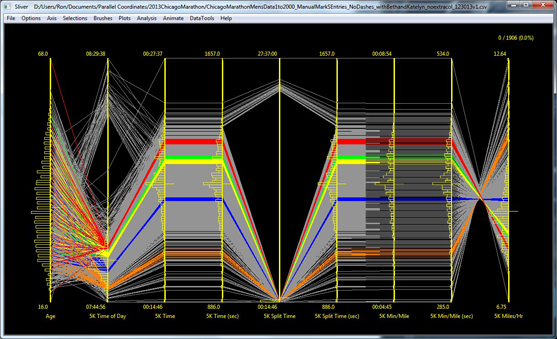 Sliver D:/Users/Ron/Documents/Parallel Coordinates/2013ChicagoMarathon/ChicagoMarathonMensData1to2000_ManualMark5Entries_NoDashes_withBethandKatelyn_noextracol_123013v1.csv
File Options Axis Selections Brushes Plots Analysis Animate DataTools Help
0 / 1906 (0.0%)
68.0 08:29:38 00:27:37 1657.0 27:37:00 1657.0 00:08:54 534.0 12.64
16.0 07:44:56 00:14:46 886.0 00:14:46 886.0 00:04:45 285.0 6.75
Age 5K Time of Day 5K Time 5K Time (sec) 5K Split Time 5K Split Time (sec) 5K Min/Mile 5K Min/Mile (sec) 5K Miles/Hr